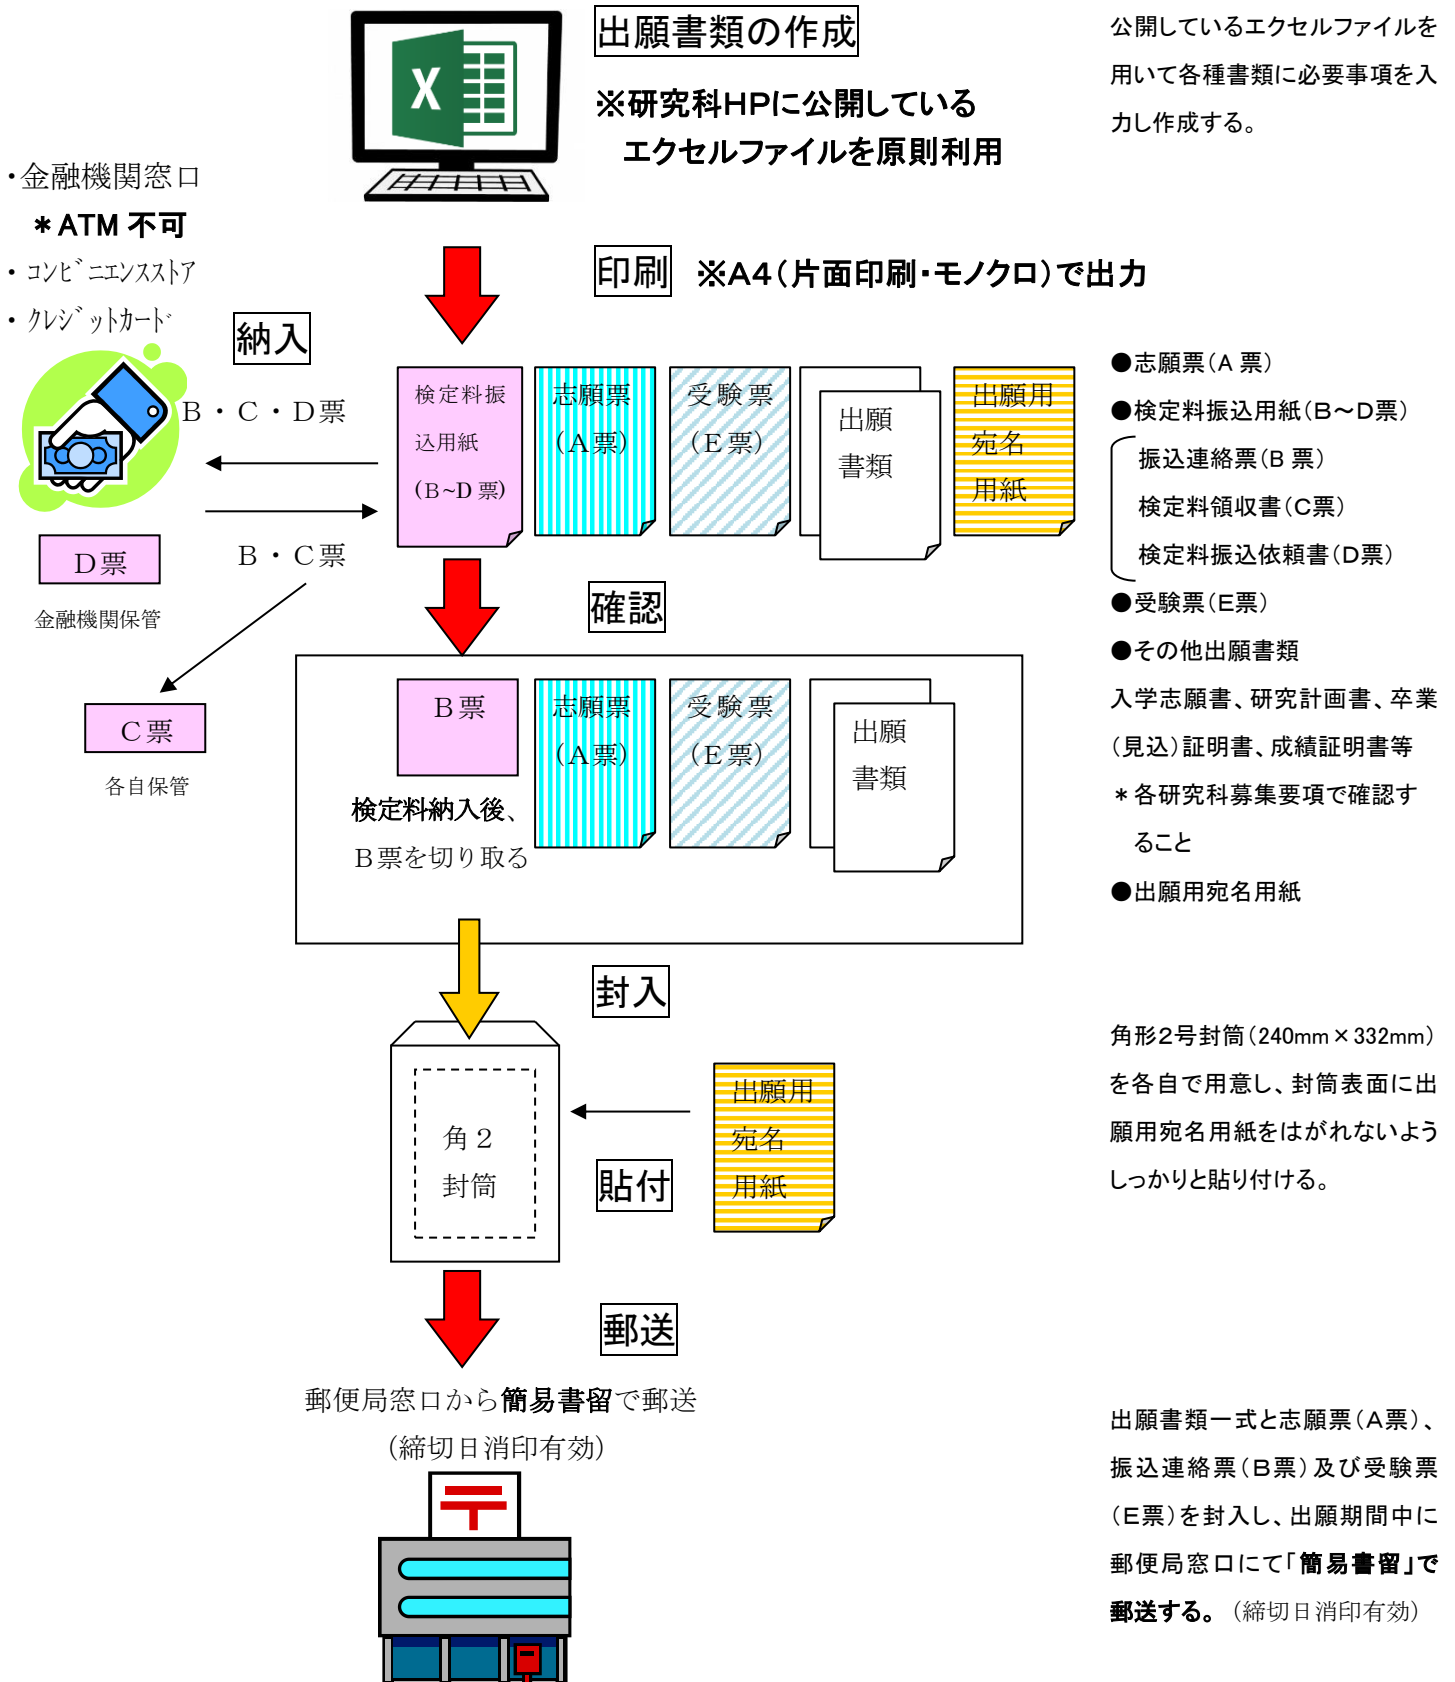 出願書類の作成
※研究科HPに公開している
エクセルファイルを原則利用
公開しているエクセルファイルを
用いて各種書類に必要事項を入
力し作成する。
・金融機関窓口
＊ATM 不可
・コンビニエンスストア
・クレジットカード
納入
印刷
※A4（片面印刷・モノクロ）で出力
B・C・D票
B・C票
D票
金融機関保管
C票
各自保管
検定料振
込用紙
(B~D 票)
志願票
(A票)
受験票
(E票)
出願
書類
出願用
宛名
用紙
●志願票（A 票）
●検定料振込用紙（B～D票）
振込連絡票（B 票）
検定料領収書（C票）
検定料振込依頼書（D票）
●受験票（E票）
●その他出願書類
入学志願書、研究計画書、卒業
（見込）証明書、成績証明書等
＊各研究科募集要項で確認す
ること
●出願用宛名用紙
確認
B票
検定料納入後、
B票を切り取る
志願票
(A票)
受験票
(E票)
出願
書類
封入
角２
封筒
貼付
出願用
宛名
用紙
角形２号封筒（240mm×332mm）
を各自で用意し、封筒表面に出
願用宛名用紙をはがれないよう
しっかりと貼り付ける。
郵送
郵便局窓口から簡易書留で郵送
（締切日消印有効）
出願書類一式と志願票（A票）、
振込連絡票（B票）及び受験票
（E票）を封入し、出願期間中に
郵便局窓口にて「簡易書留」で
郵送する。（締切日消印有効）
X
〒